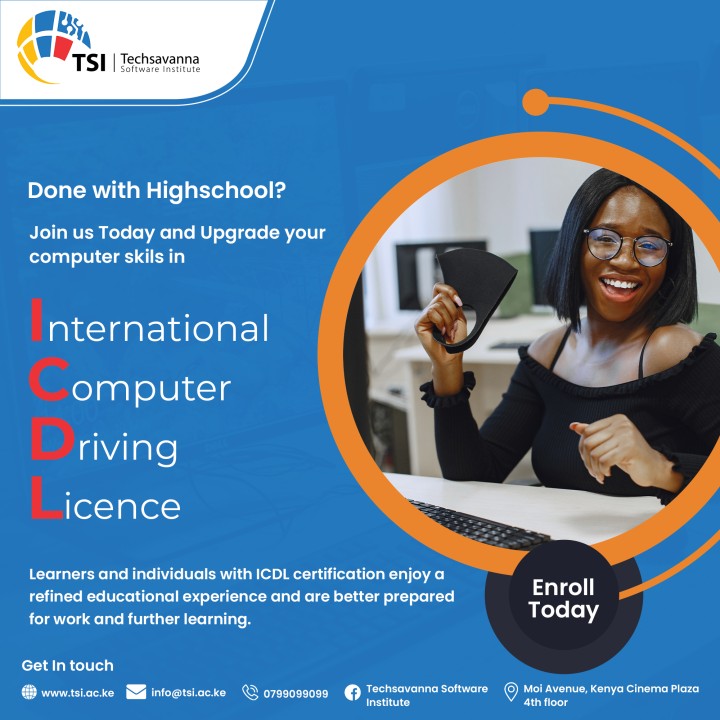 TSI | Techsavanna
Software Institute
Done with Highschool?
Join us Today and Upgrade your
computer skils in
International
Computer
Driving
Licence
Learners and individuals with ICDL certification enjoy a
refined educational experience and are better prepared
for work and further learning.
Enroll
Today
Get In touch
www.tsi.ac.ke
info@tsi.ac.ke
0799099099
Techsavanna Software
Institute
Moi Avenue, Kenya Cinema Plaza
4th floor